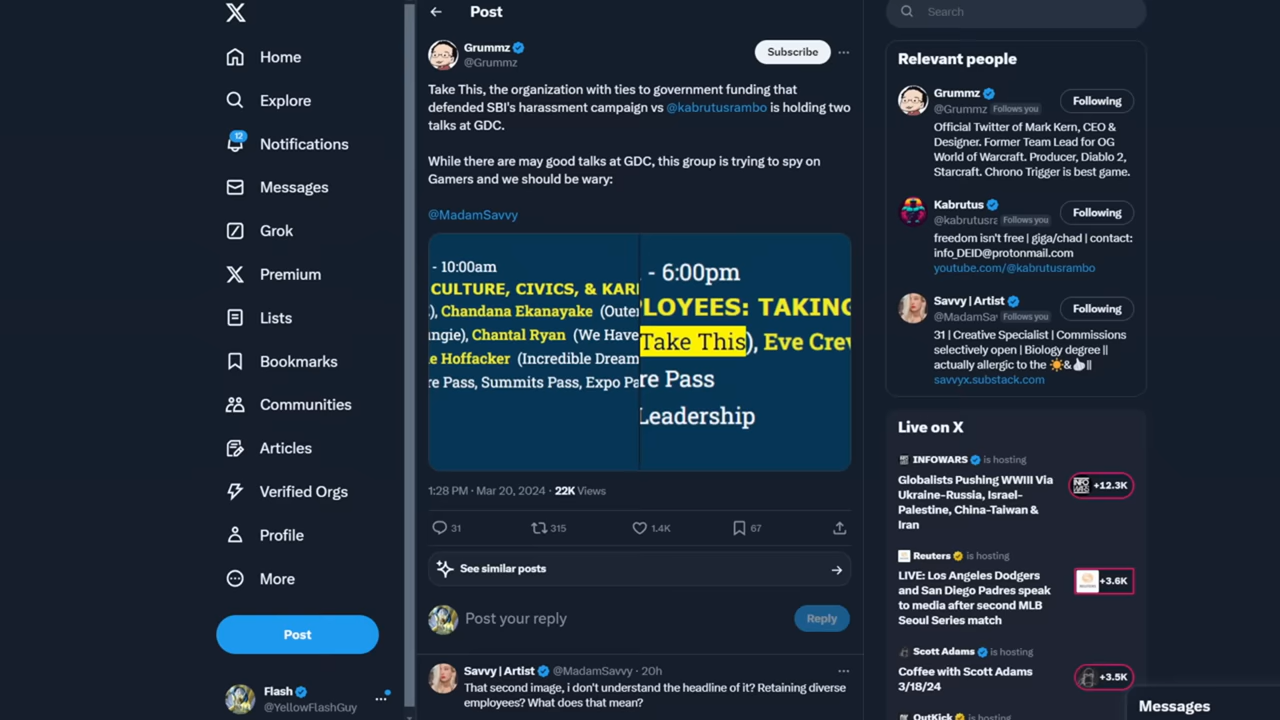 Home
Explore
12
Notifications
Messages
Grok
Premium
Lists
Bookmarks
Communities
Articles
Verified Orgs
Profile
More
Post
Flash
@YellowFlashGuy
Post
Grummz
@Grummz
Subscribe
Take This, the organization with ties to government funding that
defended SBI's harassment campaign vs @kabrutusrambo is holding two
talks at GDC.
While there are may good talks at GDC, this group is trying to spy on
Gamers and we should be wary:
@MadamSavvy
- 10:00am
CULTURE, CIVICS, & KAR
), Chandana Ekanayake (Outer
ngie), Chantal Ryan (We Have
e Hoffacker (Incredible Dream
re Pass, Summits Pass, Expo Pa
- 6:00pm
LOYEES: TAKING
Take This), Eve Crev
re Pass
Leadership
1:28 PM · Mar 20, 2024 · 22K Views
31
315
1.4K
67
See similar posts
Post your reply
Reply
Savvy | Artist @MadamSavvy · 20h
That second image, i don't understand the headline of it? Retaining diverse
employees? What does that mean?
Search
Relevant people
Grummz
@Grummz Follows you
Following
Official Twitter of Mark Kern, CEO &
Designer. Former Team Lead for OG
World of Warcraft. Producer, Diablo 2,
Starcraft. Chrono Trigger is best game.
Kabrutus
@kabrutusra Follows you
Following
freedom isn't free | giga/chad | contact:
info_DEID@protonmail.com
youtube.com/@kabrutusrambo
Savvy | Artist
@MadamSa Follows you
Following
31 | Creative Specialist | Commissions
selectively open | Biology degree ||
actually allergic to the ☀️&👍🏻||
savvyx.substack.com
Live on X
INFOWARS is hosting
Globalists Pushing WWIII Via
Ukraine-Russia, Israel-
Palestine, China-Taiwan &
Iran
+12.3K
Reuters is hosting
LIVE: Los Angeles Dodgers
and San Diego Padres speak
to media after second MLB
Seoul Series match
+3.6K
Scott Adams is hosting
Coffee with Scott Adams
3/18/24
+3.5K
OutKick is hosting
Messages